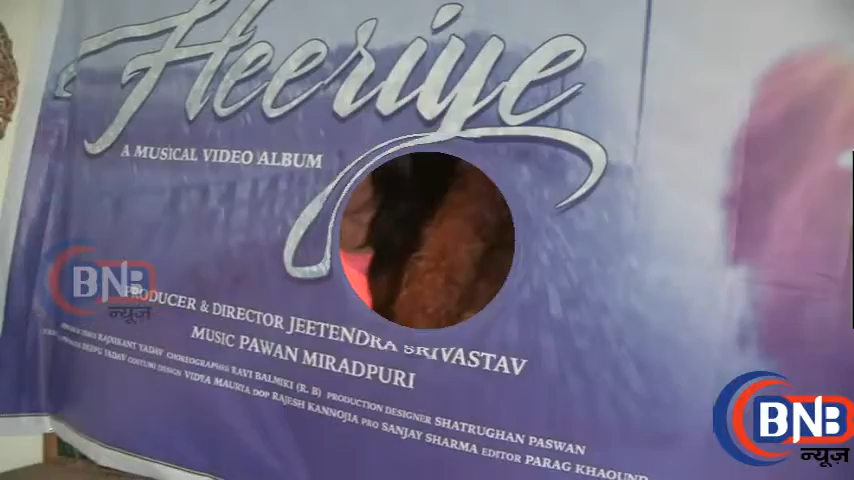 Heeriye
A MUSICAL VIDEO ALBUM
BNB
न्यूज़
PRODUCER & DIRECTOR JEETENDRA SRIVASTAV
MUSIC PAWAN MIRADPURI
RAJNIKANT YADAV CHOREOGRAPHER RAVI BALMIKI (R. B) PRODUCTION DESIGNER SHATRUGHAN PASWAN
DEEPU YADAV COSTUME DESIGN VIDYA MAURYA DOP RAJESH KANNOJIA PRO SANJAY SHARMA EDITOR PARAG KHAOUND
BNB
न्यूज़